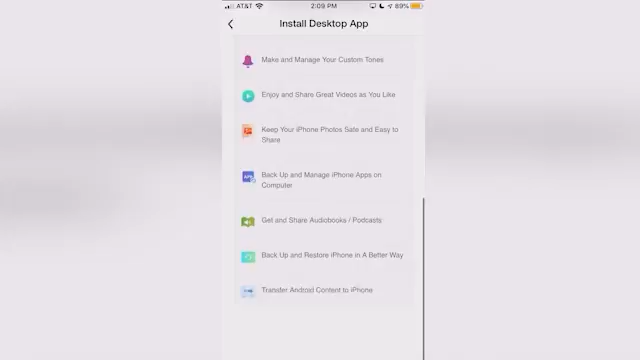 AT&T 2:09 PM 89%
Install Desktop App
Make and Manage Your Custom Tones
Enjoy and Share Great Videos as You Like
Keep Your iPhone Photos Safe and Easy to
Share
Back Up and Manage iPhone Apps on
Computer
Get and Share Audiobooks / Podcasts
Back Up and Restore iPhone in A Better Way
Transfer Android Content to iPhone